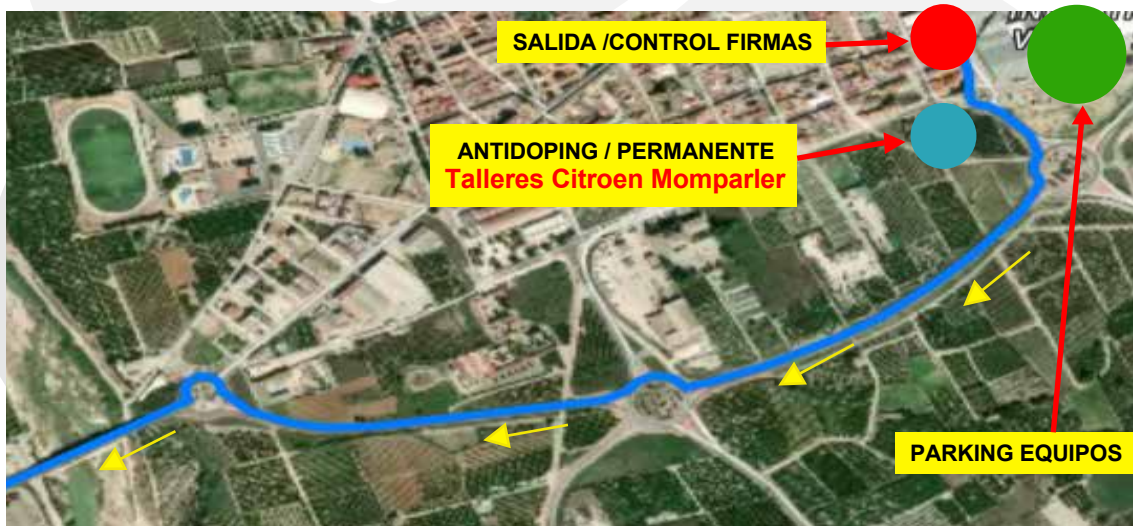 SALIDA /CONTROL FIRMAS
ANTIDOPING / PERMANENTE
Talleres Citroen Momparler
PARKING EQUIPOS